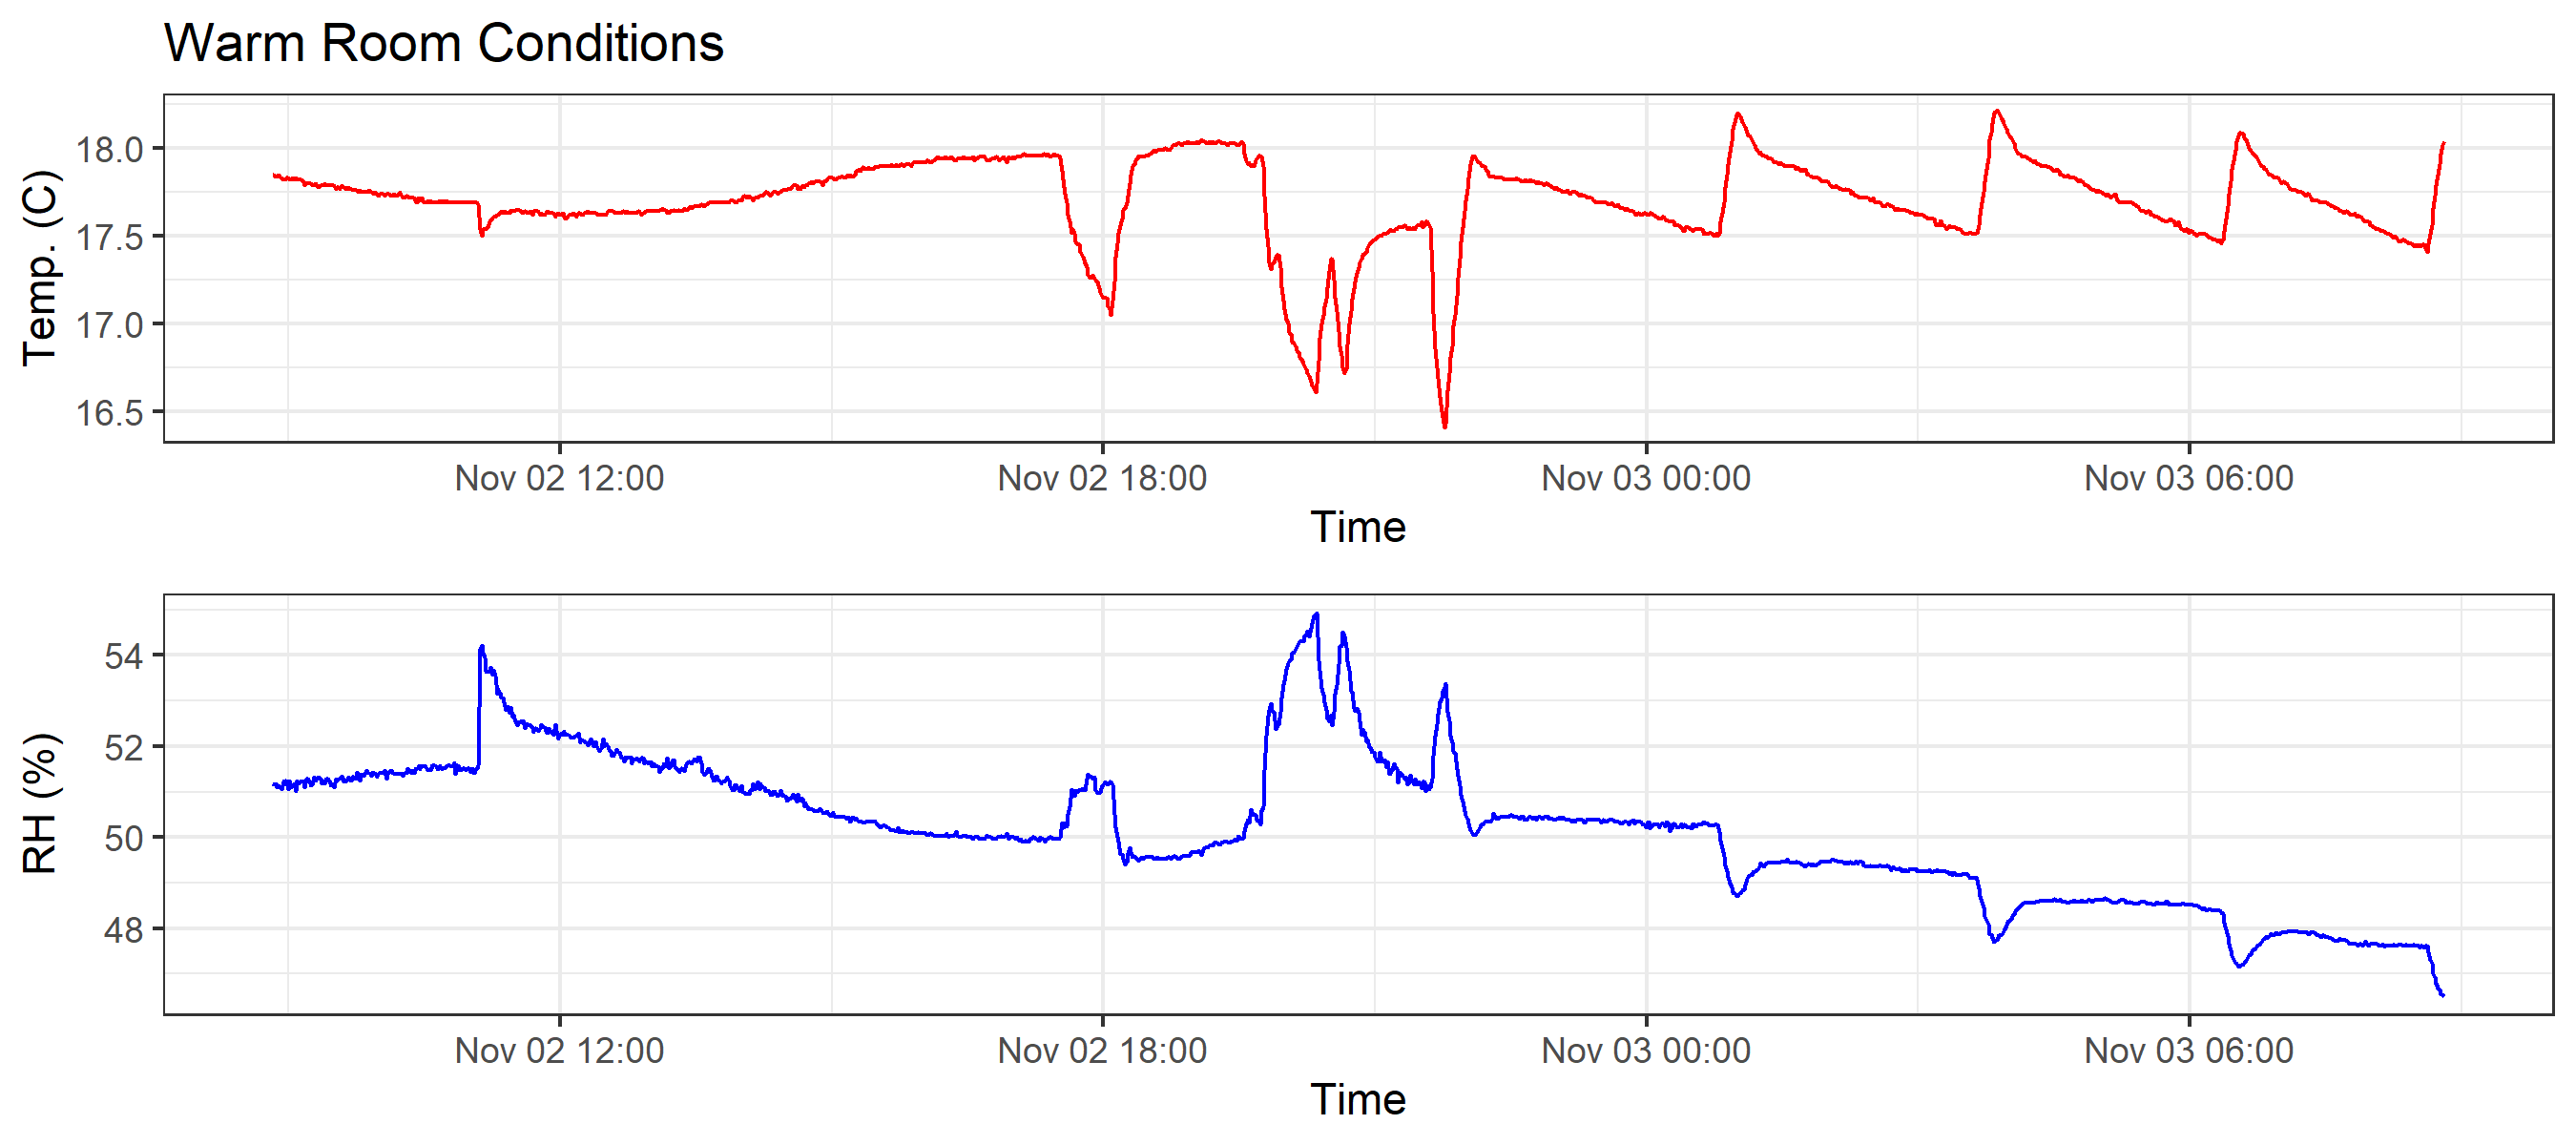 Warm Room Conditions
Temp. (C)
18.0
17.5
17.0
16.5
Nov 02 12:00 Nov 02 18:00 Nov 03 00:00 Nov 03 06:00
Time
RH (%)
54
52
50
48
Nov 02 12:00 Nov 02 18:00 Nov 03 00:00 Nov 03 06:00
Time